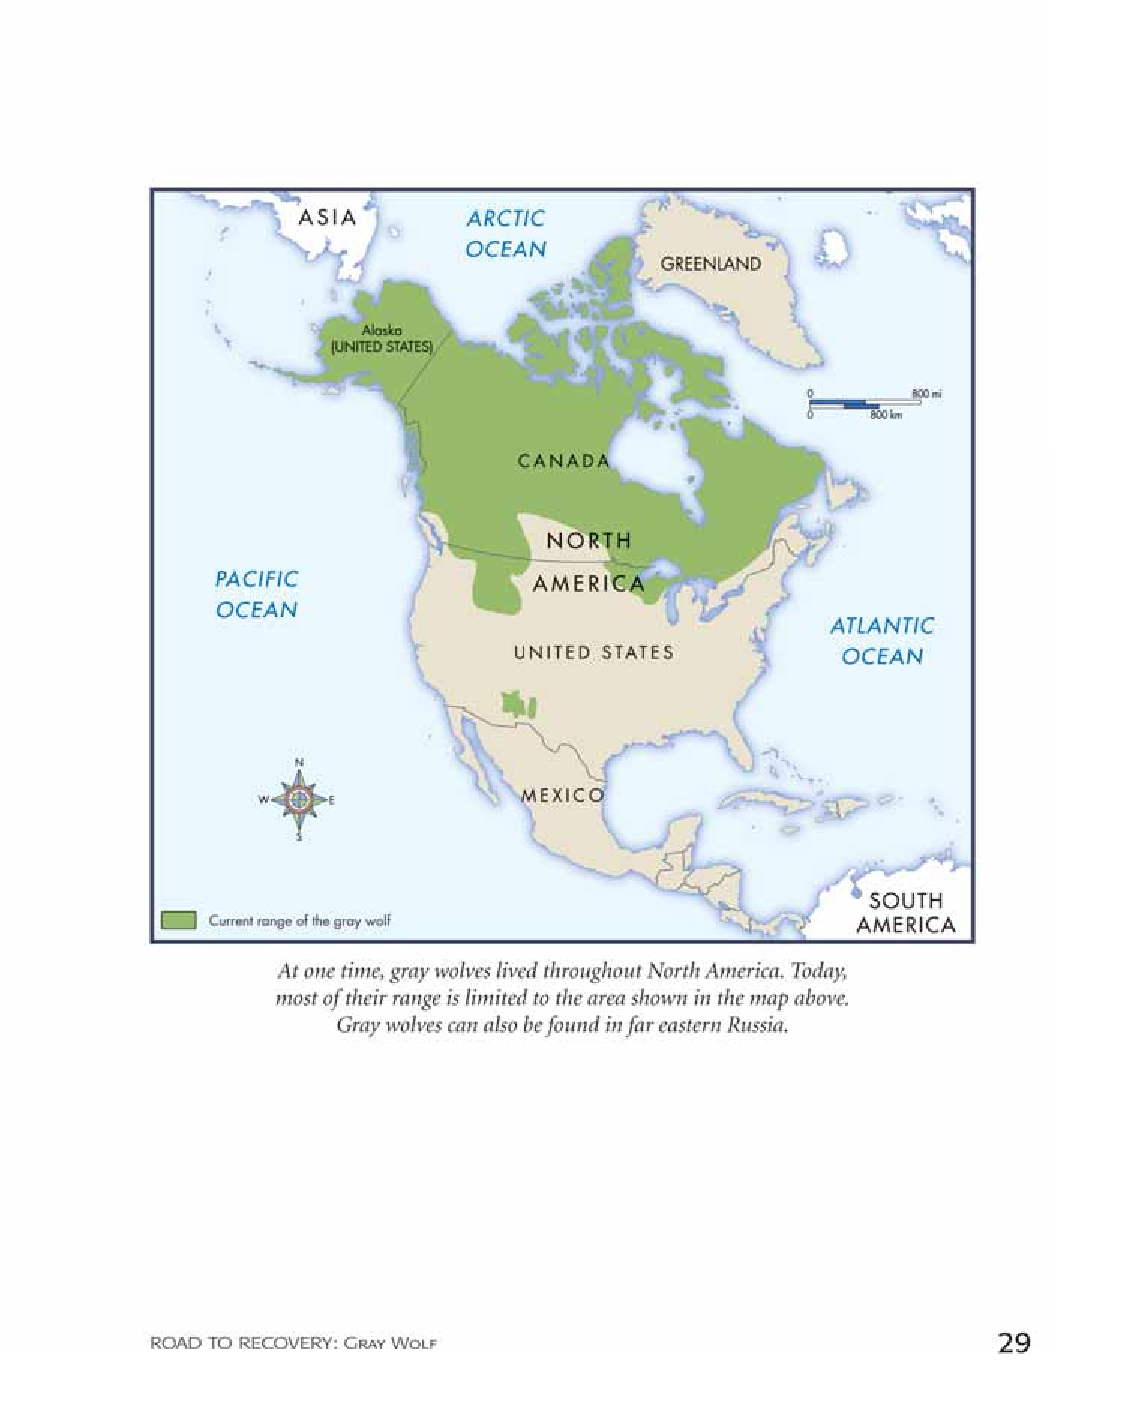 ASIA
ARCTIC
OCEAN
GREENLAND
Alaska
(UNITED STATES)
0 800 mi
0 800 km
CANADA
NORTH
AMERICA
PACIFIC
OCEAN
ATLANTIC
OCEAN
UNITED STATES
N
W E
S
MEXICO
SOUTH
AMERICA
Current range of the gray wolf
At one time, gray wolves lived throughout North America. Today,
most of their range is limited to the area shown in the map above.
Gray wolves can also be found in far eastern Russia.
ROAD TO RECOVERY: GRAY WOLF
29